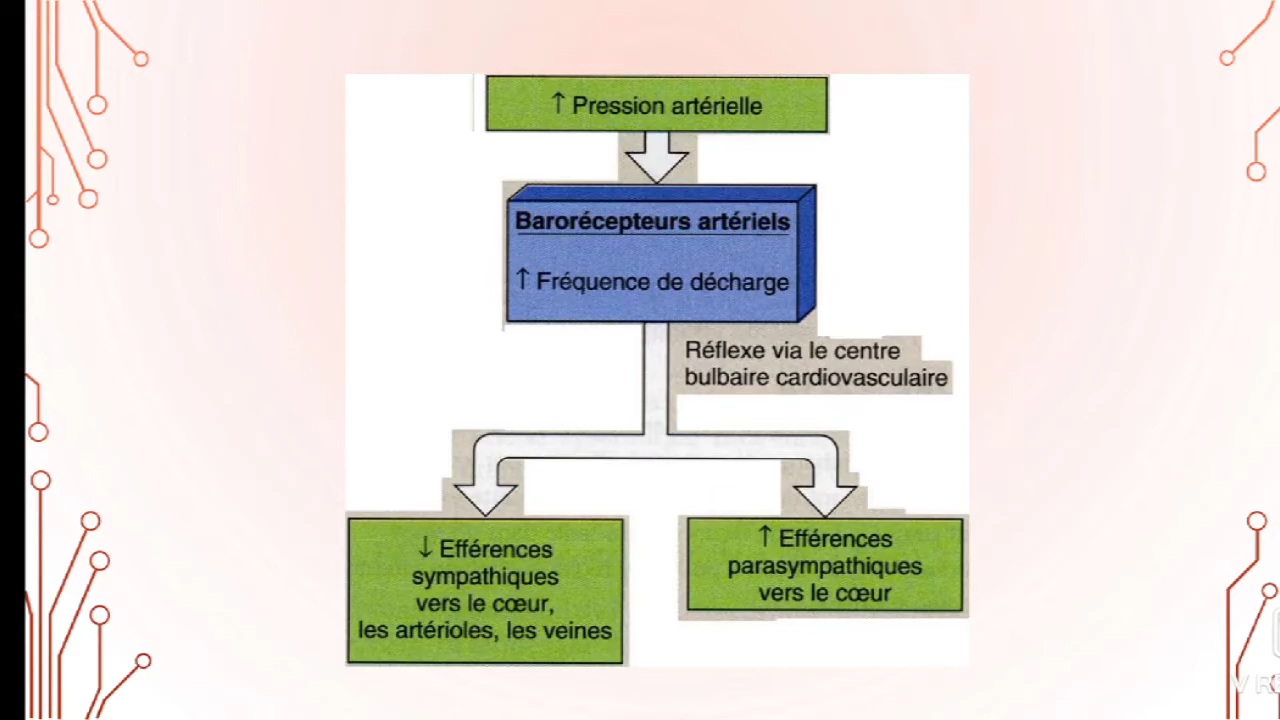 ↑ Pression artérielle
Barorécepteurs artériels
↑ Fréquence de décharge
Réflexe via le centre
bulbaire cardiovasculaire
↓ Efférences
sympathiques
vers le cœur,
les artérioles, les veines
↑ Efférences
parasympathiques
vers le cœur